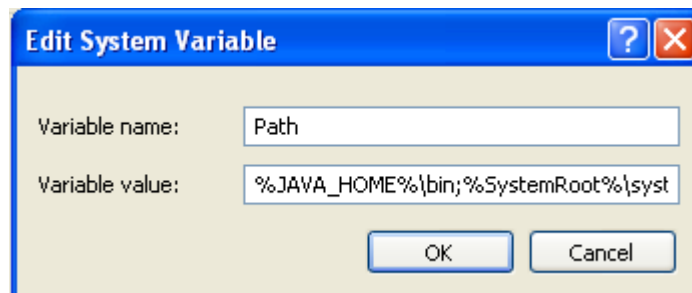 Edit System Variable
Variable name: Path
Variable value: %JAVA_HOME%\bin;%SystemRoot%\syst
OK Cancel